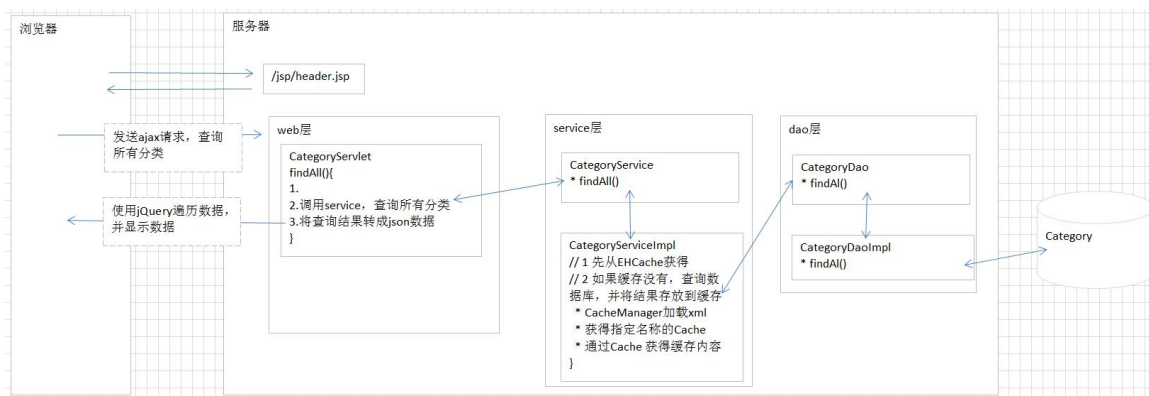 浏览器
服务器
/jsp/header.jsp
发送ajax请求，查询
所有分类
使用jQuery遍历数据，
并显示数据
web层
CategoryServlet
findAll(){
1.
2.调用service，查询所有分类
3.将查询结果转成json数据
}
service层
CategoryService
* findAll()
CategoryServiceImpl
// 1 先从EHCache获得
// 2 如果缓存没有，查询数
据库，并将结果存放到缓存
* CacheManager加载xml
* 获得指定名称的Cache
* 通过Cache 获得缓存内容
}
dao层
CategoryDao
* findAl()
CategoryDaoImpl
* findAl()
Category